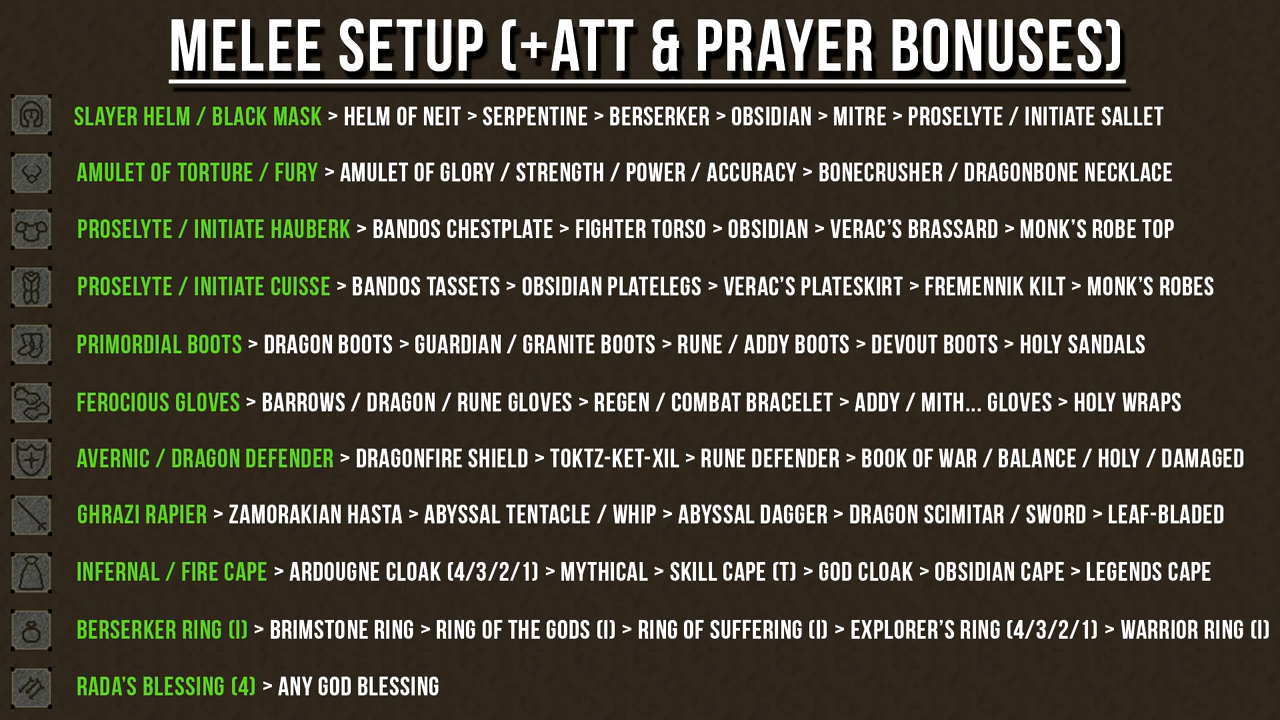 MELEE SETUP (+ATT & PRAYER BONUSES)
SLAYER HELM / BLACK MASK > HELM OF NEIT > SERPENTINE > BERSERKER > OBSIDIAN > MITRE > PROSELYTE / INITIATE SALLET
AMULET OF TORTURE / FURY > AMULET OF GLORY / STRENGTH / POWER / ACCURACY > BONECRUSHER / DRAGONBONE NECKLACE
PROSELYTE / INITIATE HAUBERK > BANDOS CHESTPLATE > FIGHTER TORSO > OBSIDIAN > VERAC'S BRASSARD > MONK'S ROBE TOP
PROSELYTE / INITIATE CUISSE > BANDOS TASSETS > OBSIDIAN PLATELEGS > VERAC'S PLATESKIRT > FREMENNIK KILT > MONK'S ROBES
PRIMORDIAL BOOTS > DRAGON BOOTS > GUARDIAN / GRANITE BOOTS > RUNE / ADDY BOOTS > DEVOUT BOOTS > HOLY SANDALS
FEROCIOUS GLOVES > BARROWS / DRAGON / RUNE GLOVES > REGEN / COMBAT BRACELET > ADDY / MITH... GLOVES > HOLY WRAPS
AVERNIC / DRAGON DEFENDER > DRAGONFIRE SHIELD > TOKTZ-KET-XIL > RUNE DEFENDER > BOOK OF WAR / BALANCE / HOLY / DAMAGED
GHRAZI RAPIER > ZAMORAKIAN HASTA > ABYSSAL TENTACLE / WHIP > ABYSSAL DAGGER > DRAGON SCIMITAR / SWORD > LEAF-BLADED
INFERNAL / FIRE CAPE > ARDOUGNE CLOAK (4/3/2/1) > MYTHICAL > SKILL CAPE (T) > GOD CLOAK > OBSIDIAN CAPE > LEGENDS CAPE
BERSERKER RING (I) > BRIMSTONE RING > RING OF THE GODS (I) > RING OF SUFFERING (I) > EXPLORER'S RING (4/3/2/1) > WARRIOR RING (I)
RADA'S BLESSING (4) > ANY GOD BLESSING